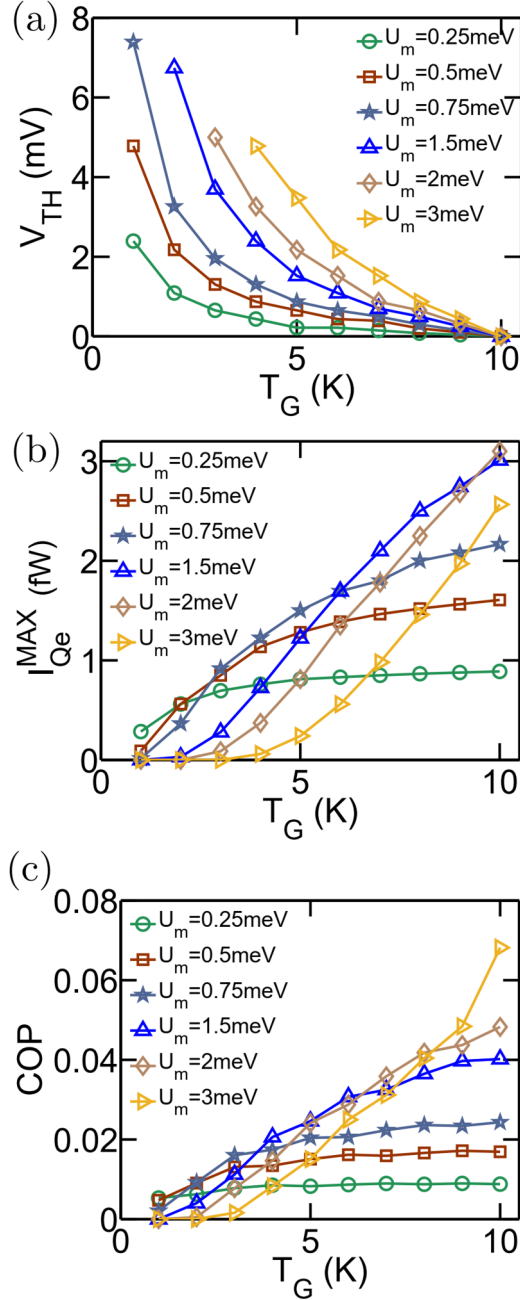 (a)
8
6
4
2
0
V_TH (mV)
U_m=0.25meV
U_m=0.5meV
U_m=0.75meV
U_m=1.5meV
U_m=2meV
U_m=3meV
0 5 10
T_G (K)
(b)
3
2
1
0
I_Qe^MAX (fW)
U_m=0.25meV
U_m=0.5meV
U_m=0.75meV
U_m=1.5meV
U_m=2meV
U_m=3meV
0 5 10
T_G (K)
(c)
0.08
0.06
0.04
0.02
0
COP
U_m=0.25meV
U_m=0.5meV
U_m=0.75meV
U_m=1.5meV
U_m=2meV
U_m=3meV
0 5 10
T_G (K)